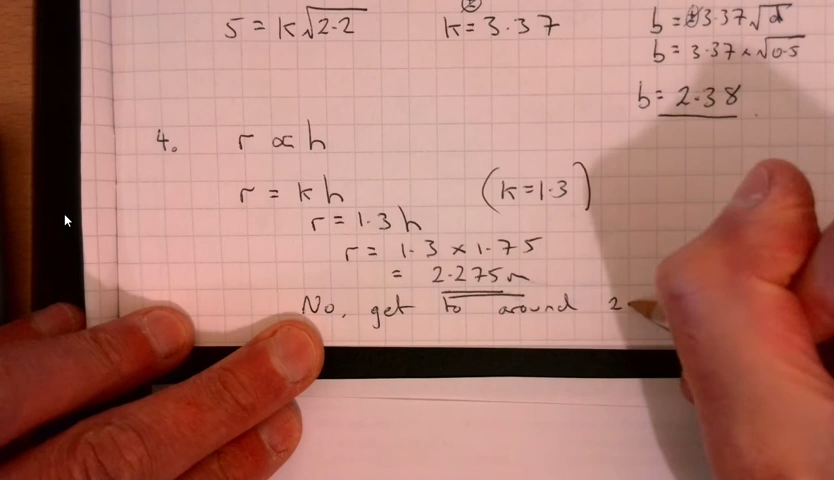 5 = k√2.2    k = 3.37
b = ±3.37√d
b = 3.37 × √0.5
b = 2.38
4.    r ∝ h
r = kh    (k = 1.3)
r = 1.3h
r = 1.3 × 1.75
= 2.275m
No, get to around 2